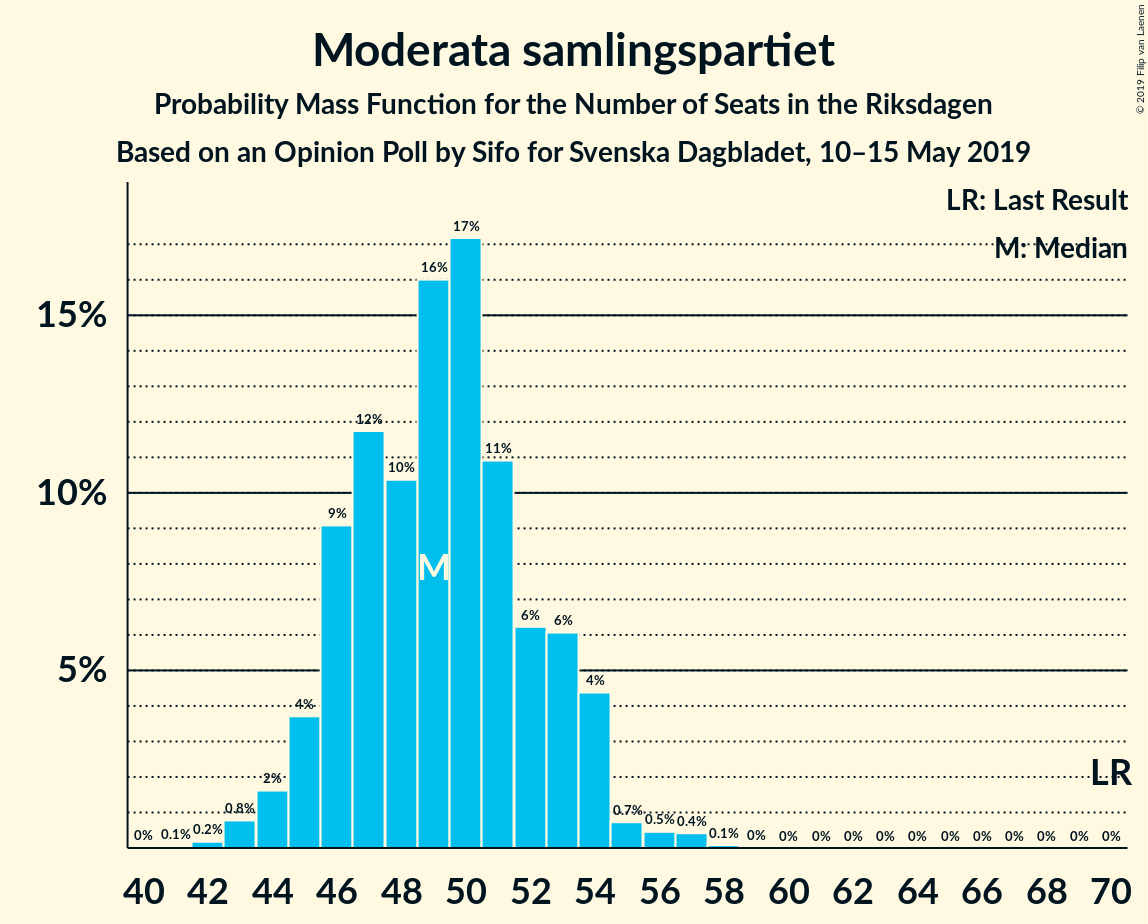 Moderata samlingspartiet
Probability Mass Function for the Number of Seats in the Riksdagen
Based on an Opinion Poll by Sifo for Svenska Dagbladet, 10–15 May 2019
© 2019 Filip van Laenen
LR: Last Result
M: Median
15%
10%
5%
0% 0.1% 0.2% 0.8% 2% 4% 9% 12% 10% 16% 17% 11% 6% 6% 4% 0.7% 0.5% 0.4% 0.1% 0% 0% 0% 0% 0% 0% 0% 0% 0% 0% 0% 0%
M
LR
40 42 44 46 48 50 52 54 56 58 60 62 64 66 68 70